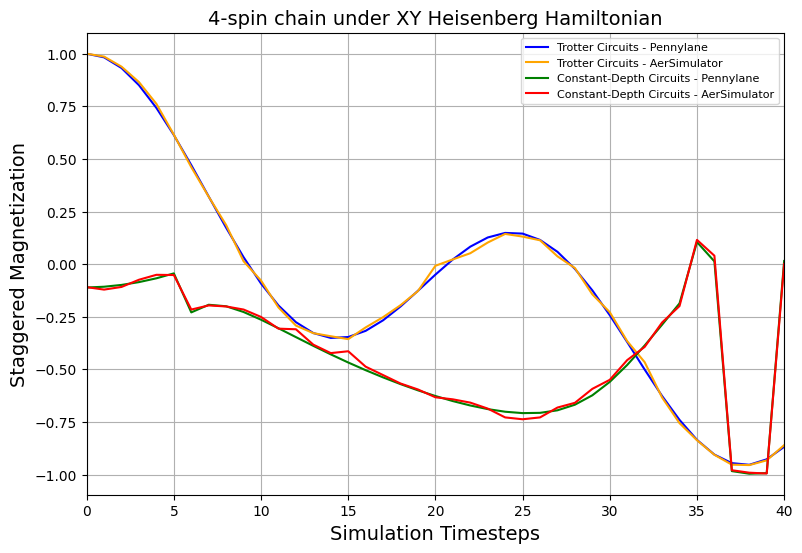 4-spin chain under XY Heisenberg Hamiltonian
Trotter Circuits - Pennylane
Trotter Circuits - AerSimulator
Constant-Depth Circuits - Pennylane
Constant-Depth Circuits - AerSimulator
Staggered Magnetization
1.00
0.75
0.50
0.25
0.00
−0.25
−0.50
−0.75
−1.00
0 5 10 15 20 25 30 35 40
Simulation Timesteps